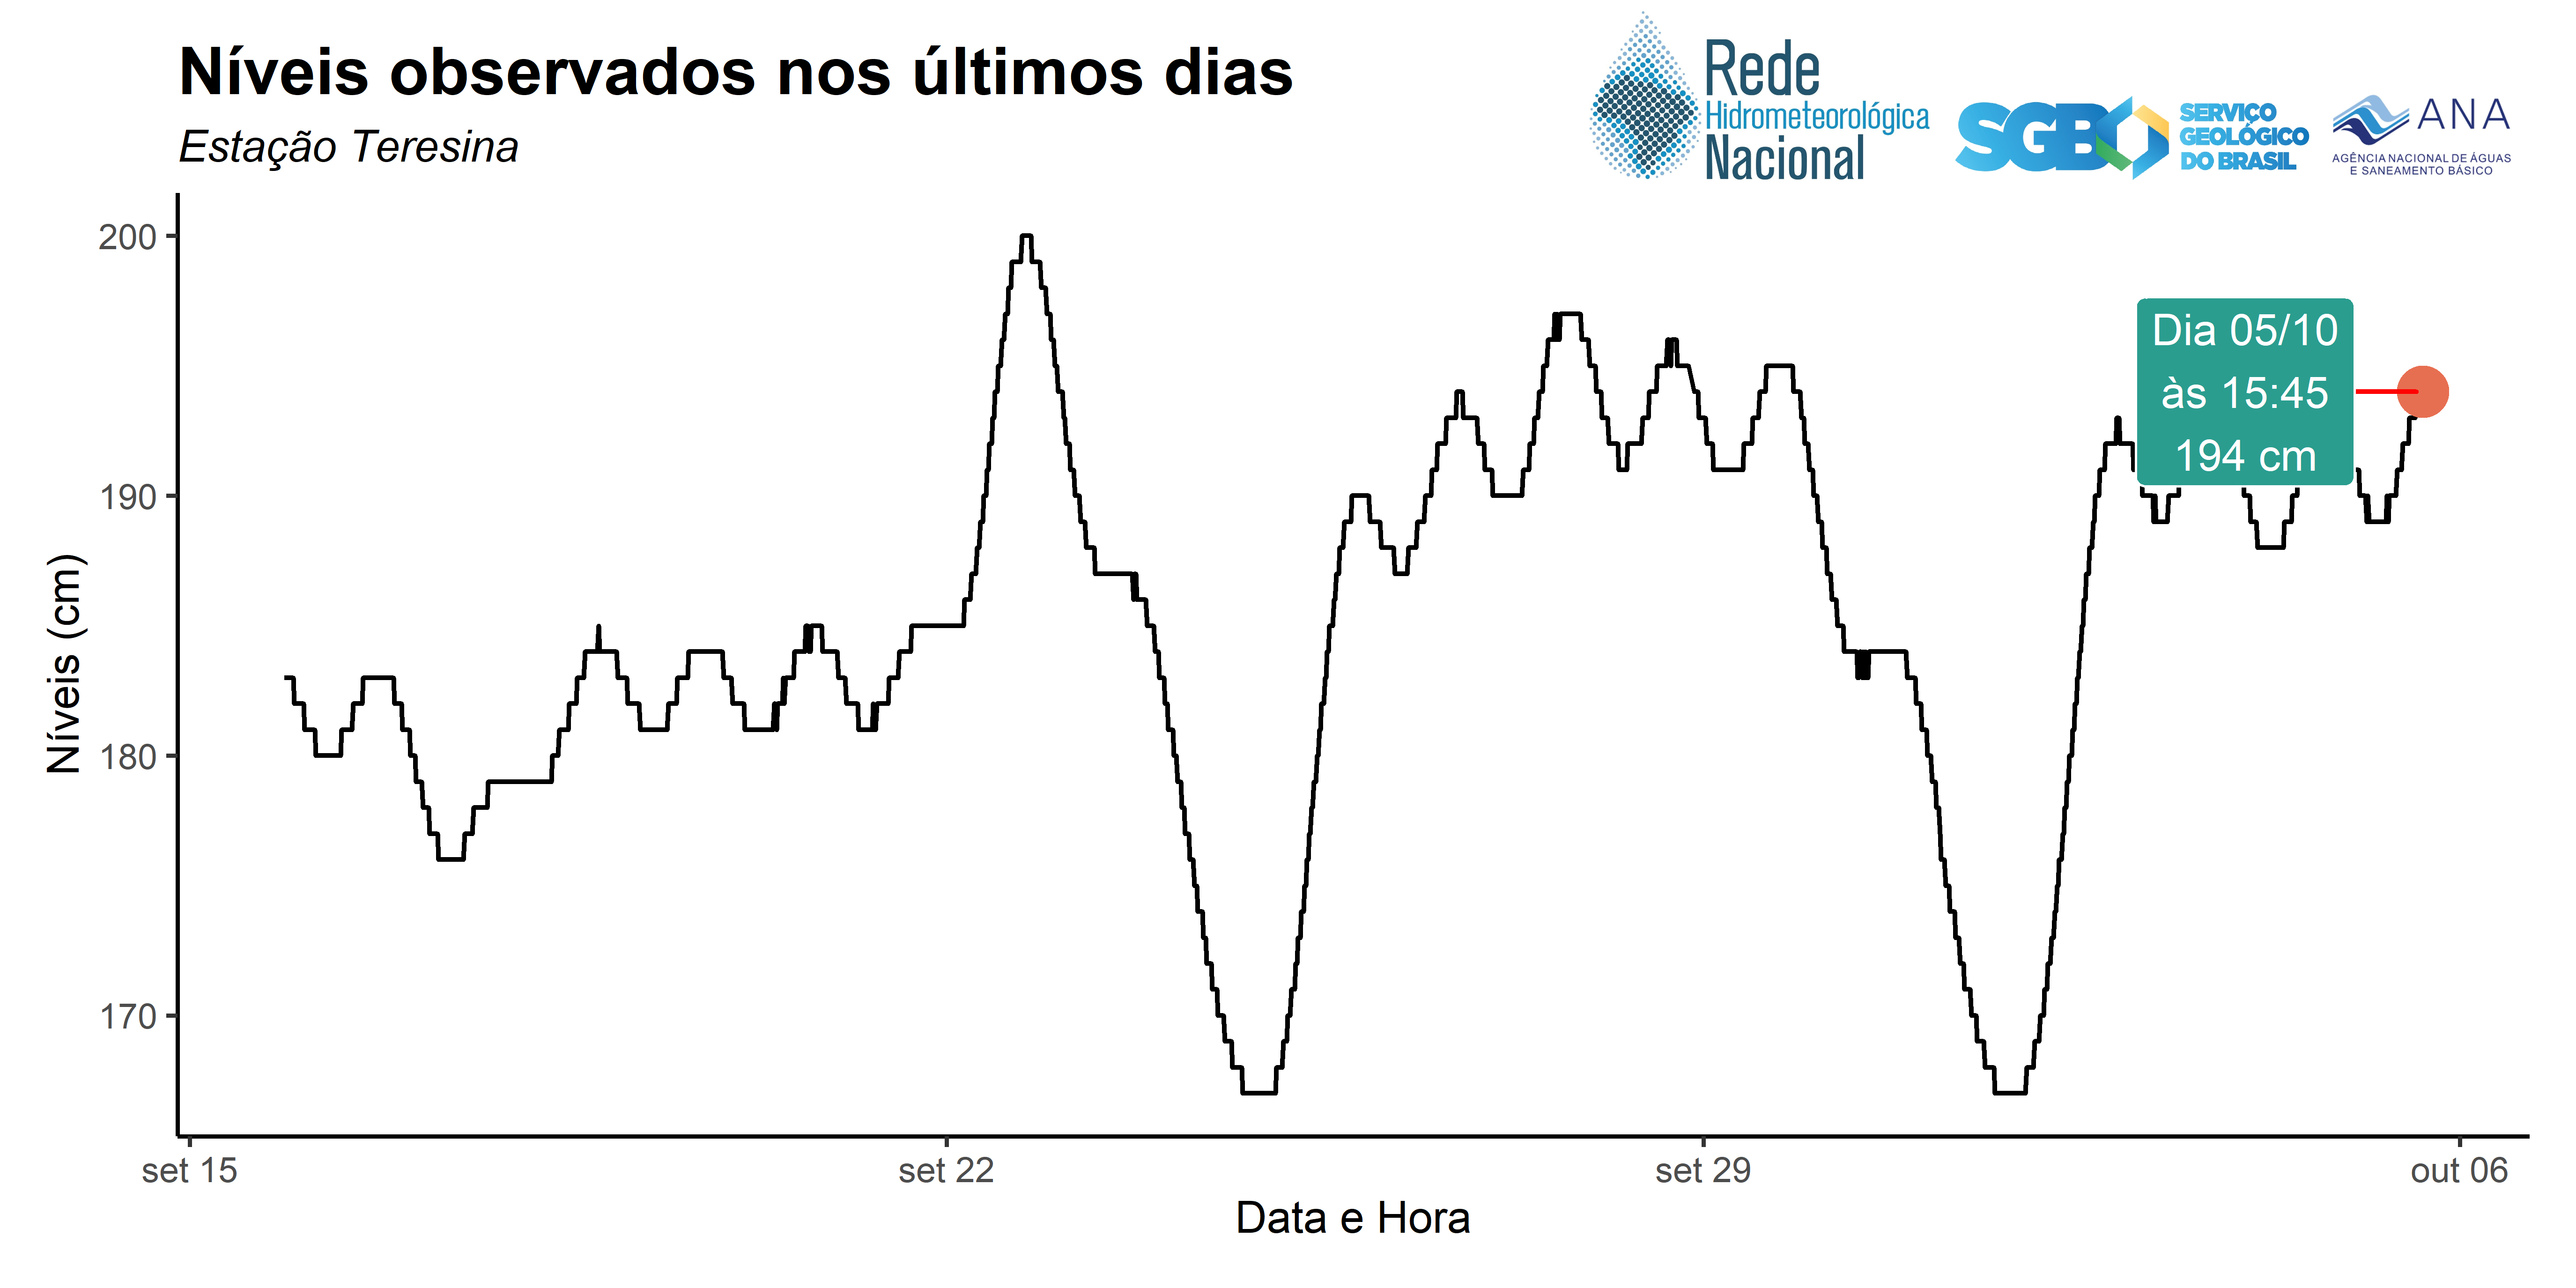 Níveis observados nos últimos dias
Estação Teresina
Rede
Hidrometeorológica
Nacional
SGB
SERVIÇO
GEOLÓGICO
DO BRASIL
ANA
AGÊNCIA NACIONAL DE ÁGUAS
E SANEAMENTO BÁSICO
200
190
180
170
Níveis (cm)
Dia 05/10
às 15:45
194 cm
set 15
set 22
set 29
out 06
Data e Hora